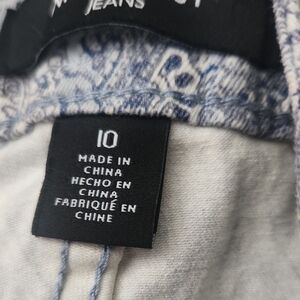 JEANS
10
MADE IN
CHINA
HECHO EN
CHINA
FABRIQUÉ EN
CHINE